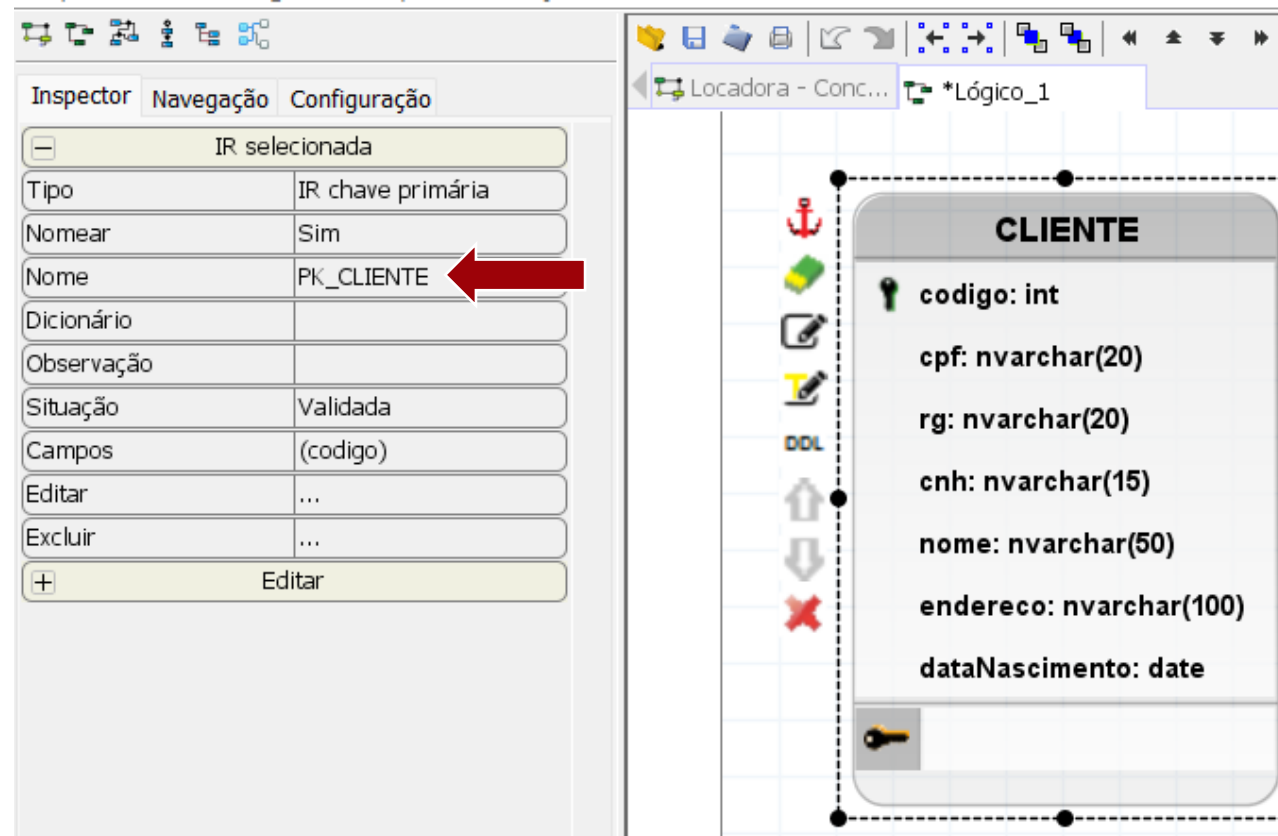 Inspector Navegação Configuração
IR selecionada
Tipo IR chave primária
Nomear Sim
Nome PK_CLIENTE
Dicionário
Observação
Situação Validada
Campos (codigo)
Editar ...
Excluir ...
Editar
Locadora - Conc... *Lógico_1
DDL
CLIENTE
codigo: int
cpf: nvarchar(20)
rg: nvarchar(20)
cnh: nvarchar(15)
nome: nvarchar(50)
endereco: nvarchar(100)
dataNascimento: date